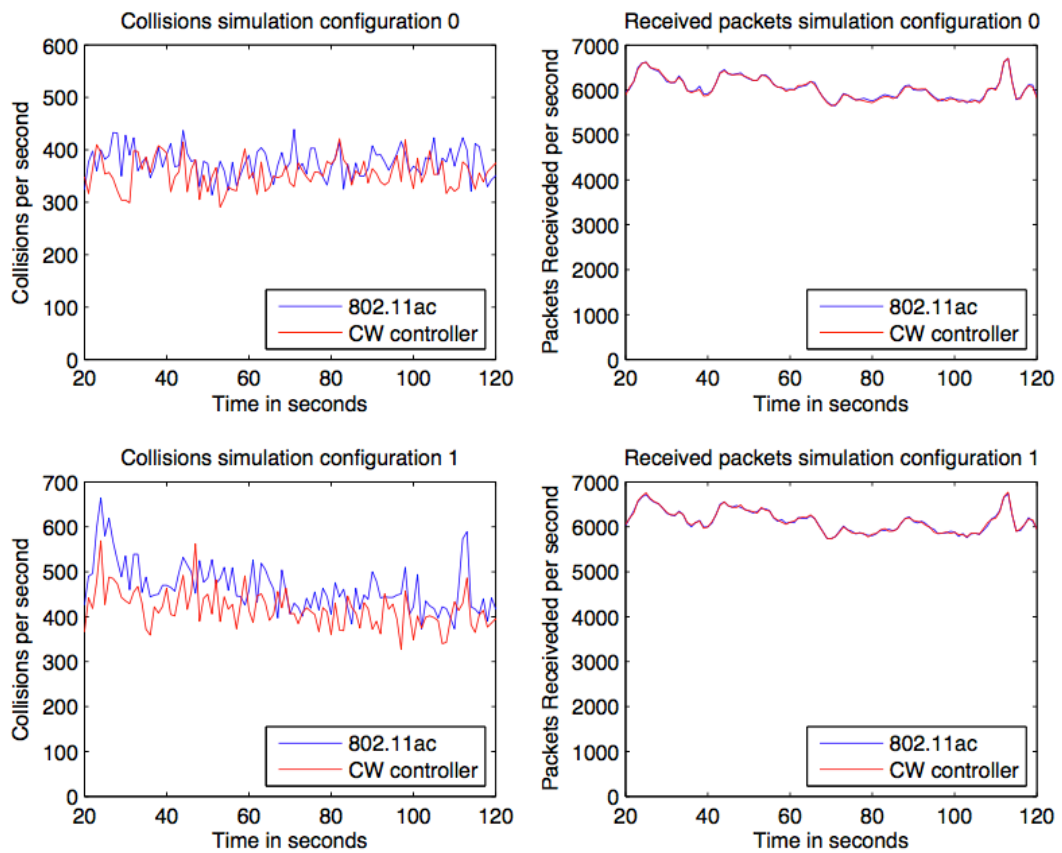 Collisions simulation configuration 0
600
500
400
300
200
100
0
Collisions per second
20 40 60 80 100 120
Time in seconds
802.11ac
CW controller
Received packets simulation configuration 0
7000
6000
5000
4000
3000
2000
1000
0
Packets Receiveded per second
20 40 60 80 100 120
Time in seconds
802.11ac
CW controller
Collisions simulation configuration 1
700
600
500
400
300
200
100
0
Collisions per second
20 40 60 80 100 120
Time in seconds
802.11ac
CW controller
Received packets simulation configuration 1
7000
6000
5000
4000
3000
2000
1000
0
Packets Receiveded per second
20 40 60 80 100 120
Time in seconds
802.11ac
CW controller